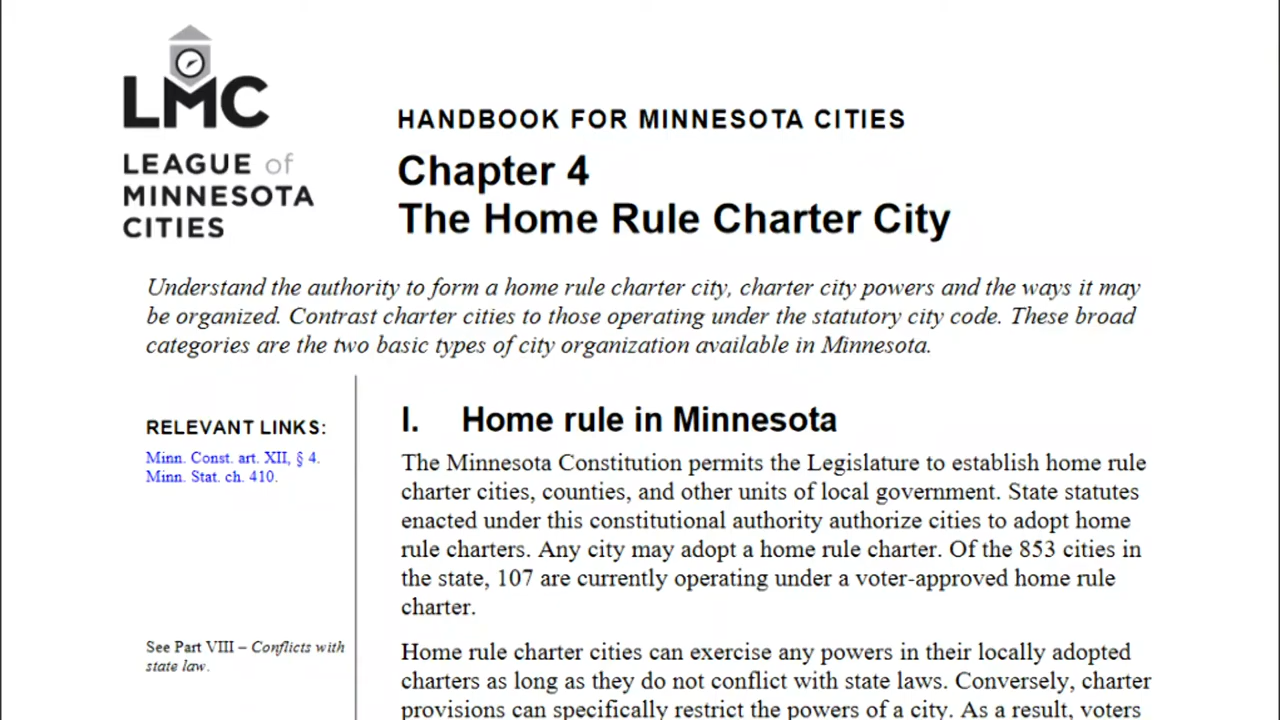 LMC
LEAGUE of
MINNESOTA
CITIES
HANDBOOK FOR MINNESOTA CITIES
Chapter 4
The Home Rule Charter City
Understand the authority to form a home rule charter city, charter city powers and the ways it may
be organized. Contrast charter cities to those operating under the statutory city code. These broad
categories are the two basic types of city organization available in Minnesota.
RELEVANT LINKS:
Minn. Const. art. XII, § 4.
Minn. Stat. ch. 410.
See Part VIII – Conflicts with
state law.
I. Home rule in Minnesota
The Minnesota Constitution permits the Legislature to establish home rule
charter cities, counties, and other units of local government. State statutes
enacted under this constitutional authority authorize cities to adopt home
rule charters. Any city may adopt a home rule charter. Of the 853 cities in
the state, 107 are currently operating under a voter-approved home rule
charter.
Home rule charter cities can exercise any powers in their locally adopted
charters as long as they do not conflict with state laws. Conversely, charter
provisions can specifically restrict the powers of a city. As a result, voters